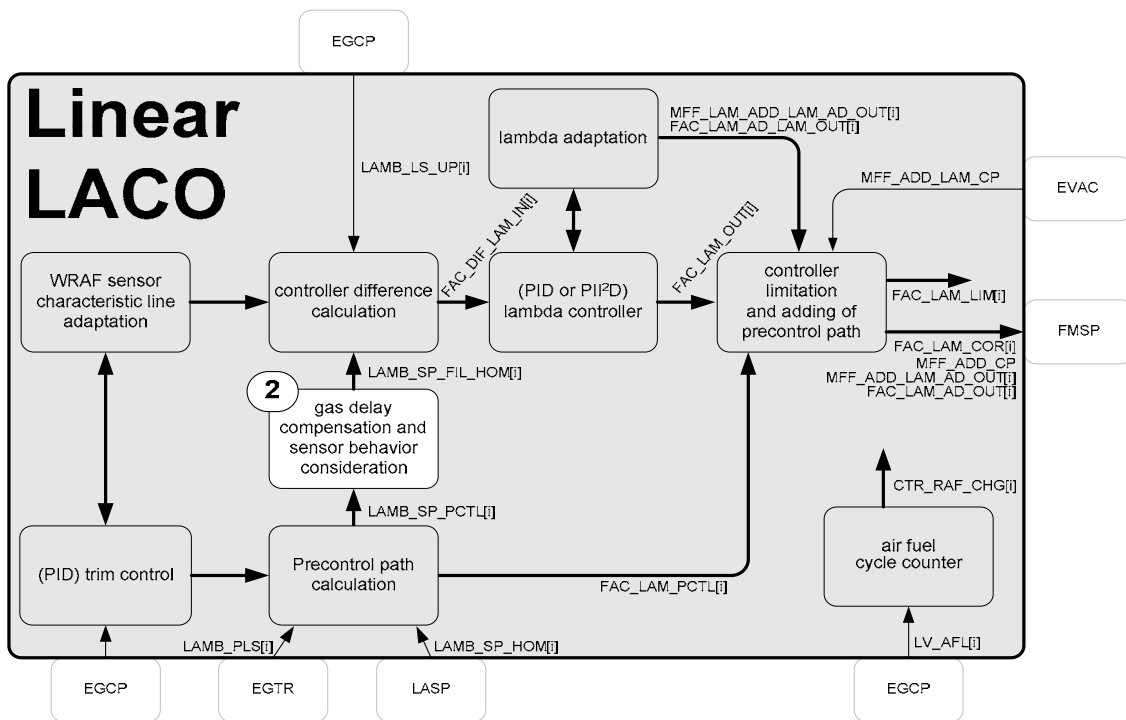 EGCP
Linear
LACO
LAMB_LS_UP[i]
lambda adaptation
MFF_LAM_ADD_LAM_AD_OUT[i]
FAC_LAM_AD_LAM_OUT[i]
MFF_ADD_LAM_CP
EVAC
WRAF sensor
characteristic line
adaptation
controller difference
calculation
FAC_DIF_LAM_IN[i]
(PID or PII²D)
lambda controller
FAC_LAM_OUT[i]
controller
limitation
and adding of
precontrol path
FAC_LAM_LIM[i]
FMSP
FAC_LAM_COR[i]
MFF_ADD_CP
MFF_ADD_LAM_AD_OUT[i]
FAC_LAM_AD_OUT[i]
LAMB_SP_FIL_HOM[i]
2
gas delay
compensation and
sensor behavior
consideration
LAMB_SP_PCTL[i]
CTR_RAF_CHG[i]
(PID) trim control
Precontrol path
calculation
FAC_LAM_PCTL[i]
air fuel
cycle counter
LAMB_PLS[i]
LAMB_SP_HOM[i]
LV_AFL[i]
EGCP
EGTR
LASP
EGCP